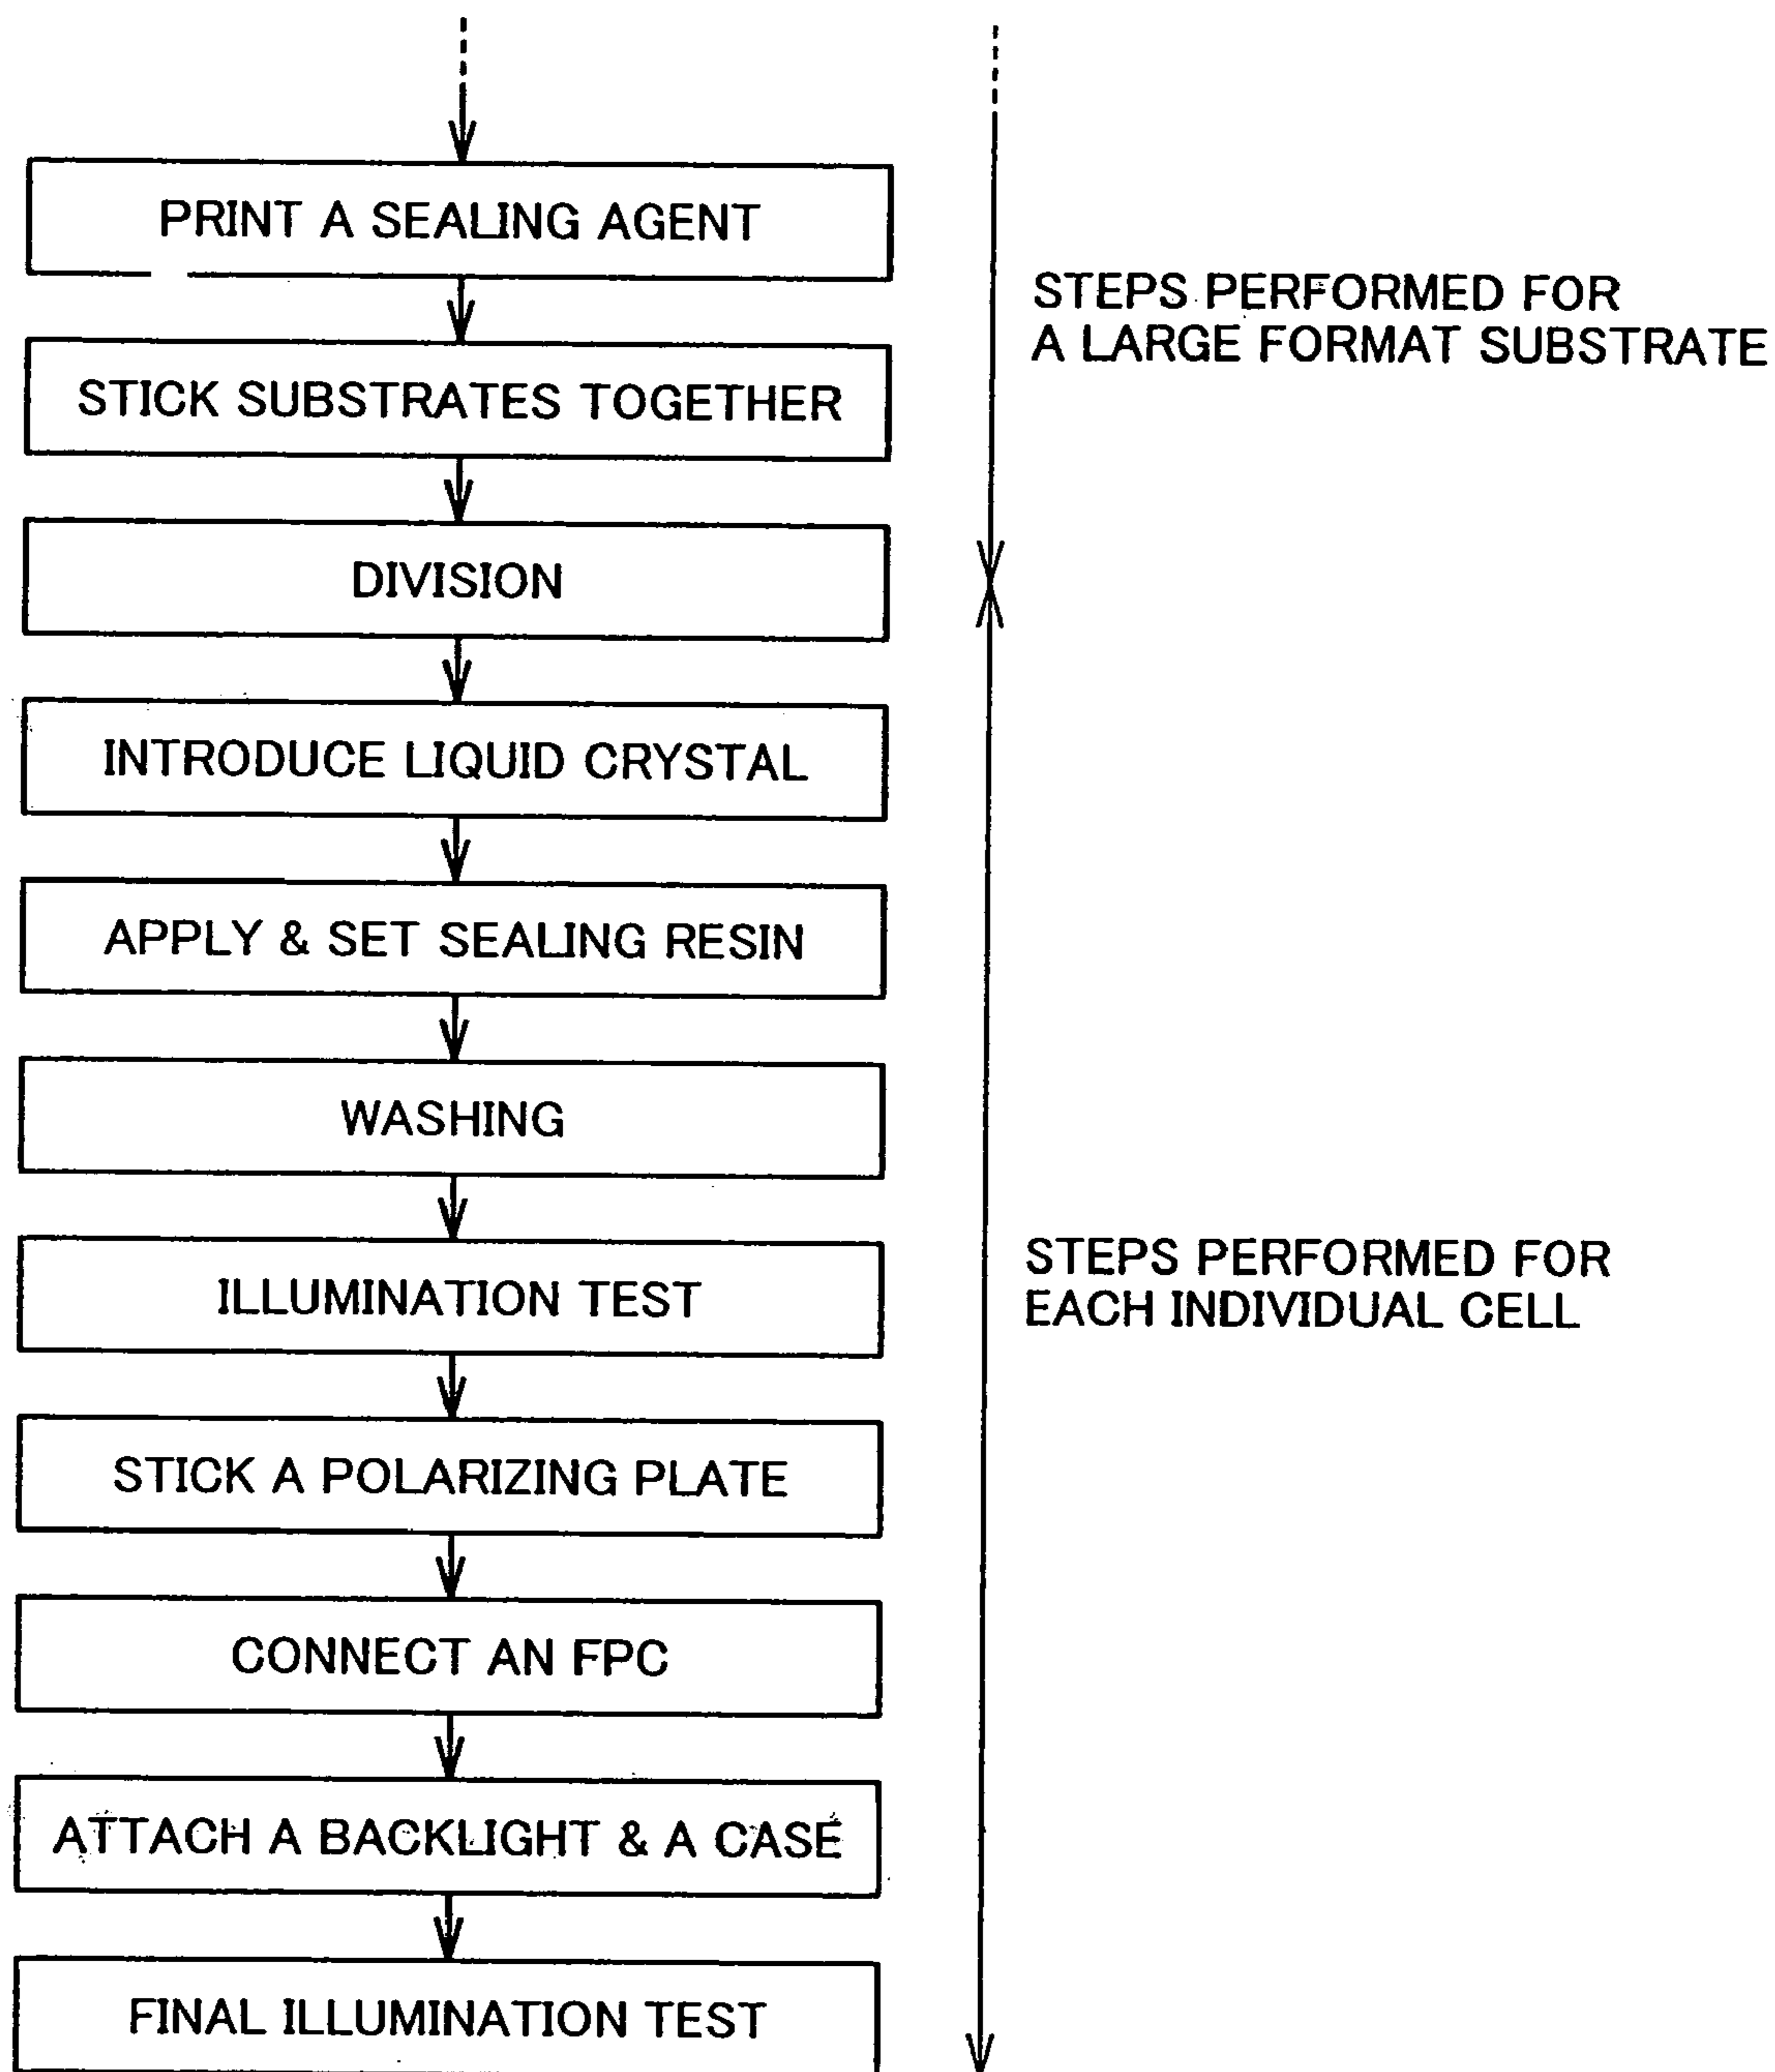 PRINT A SEALING AGENT
STICK SUBSTRATES TOGETHER
DIVISION
INTRODUCE LIQUID CRYSTAL
APPLY & SET SEALING RESIN
WASHING
ILLUMINATION TEST
STICK A POLARIZING PLATE
CONNECT AN FPC
ATTACH A BACKLIGHT & A CASE
FINAL ILLUMINATION TEST
STEPS PERFORMED FOR
A LARGE FORMAT SUBSTRATE
STEPS PERFORMED FOR
EACH INDIVIDUAL CELL